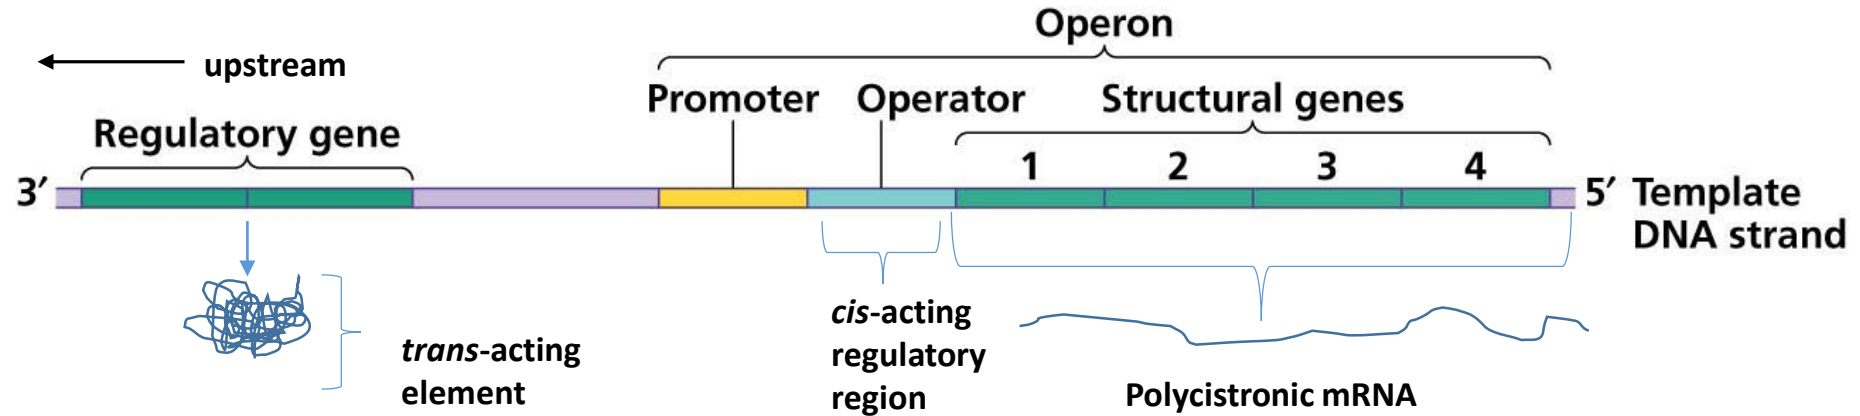 Operon
upstream
Promoter Operator Structural genes
Regulatory gene
1 2 3 4
3′ 5′ Template
DNA strand
cis-acting
regulatory
region
trans-acting
element
Polycistronic mRNA